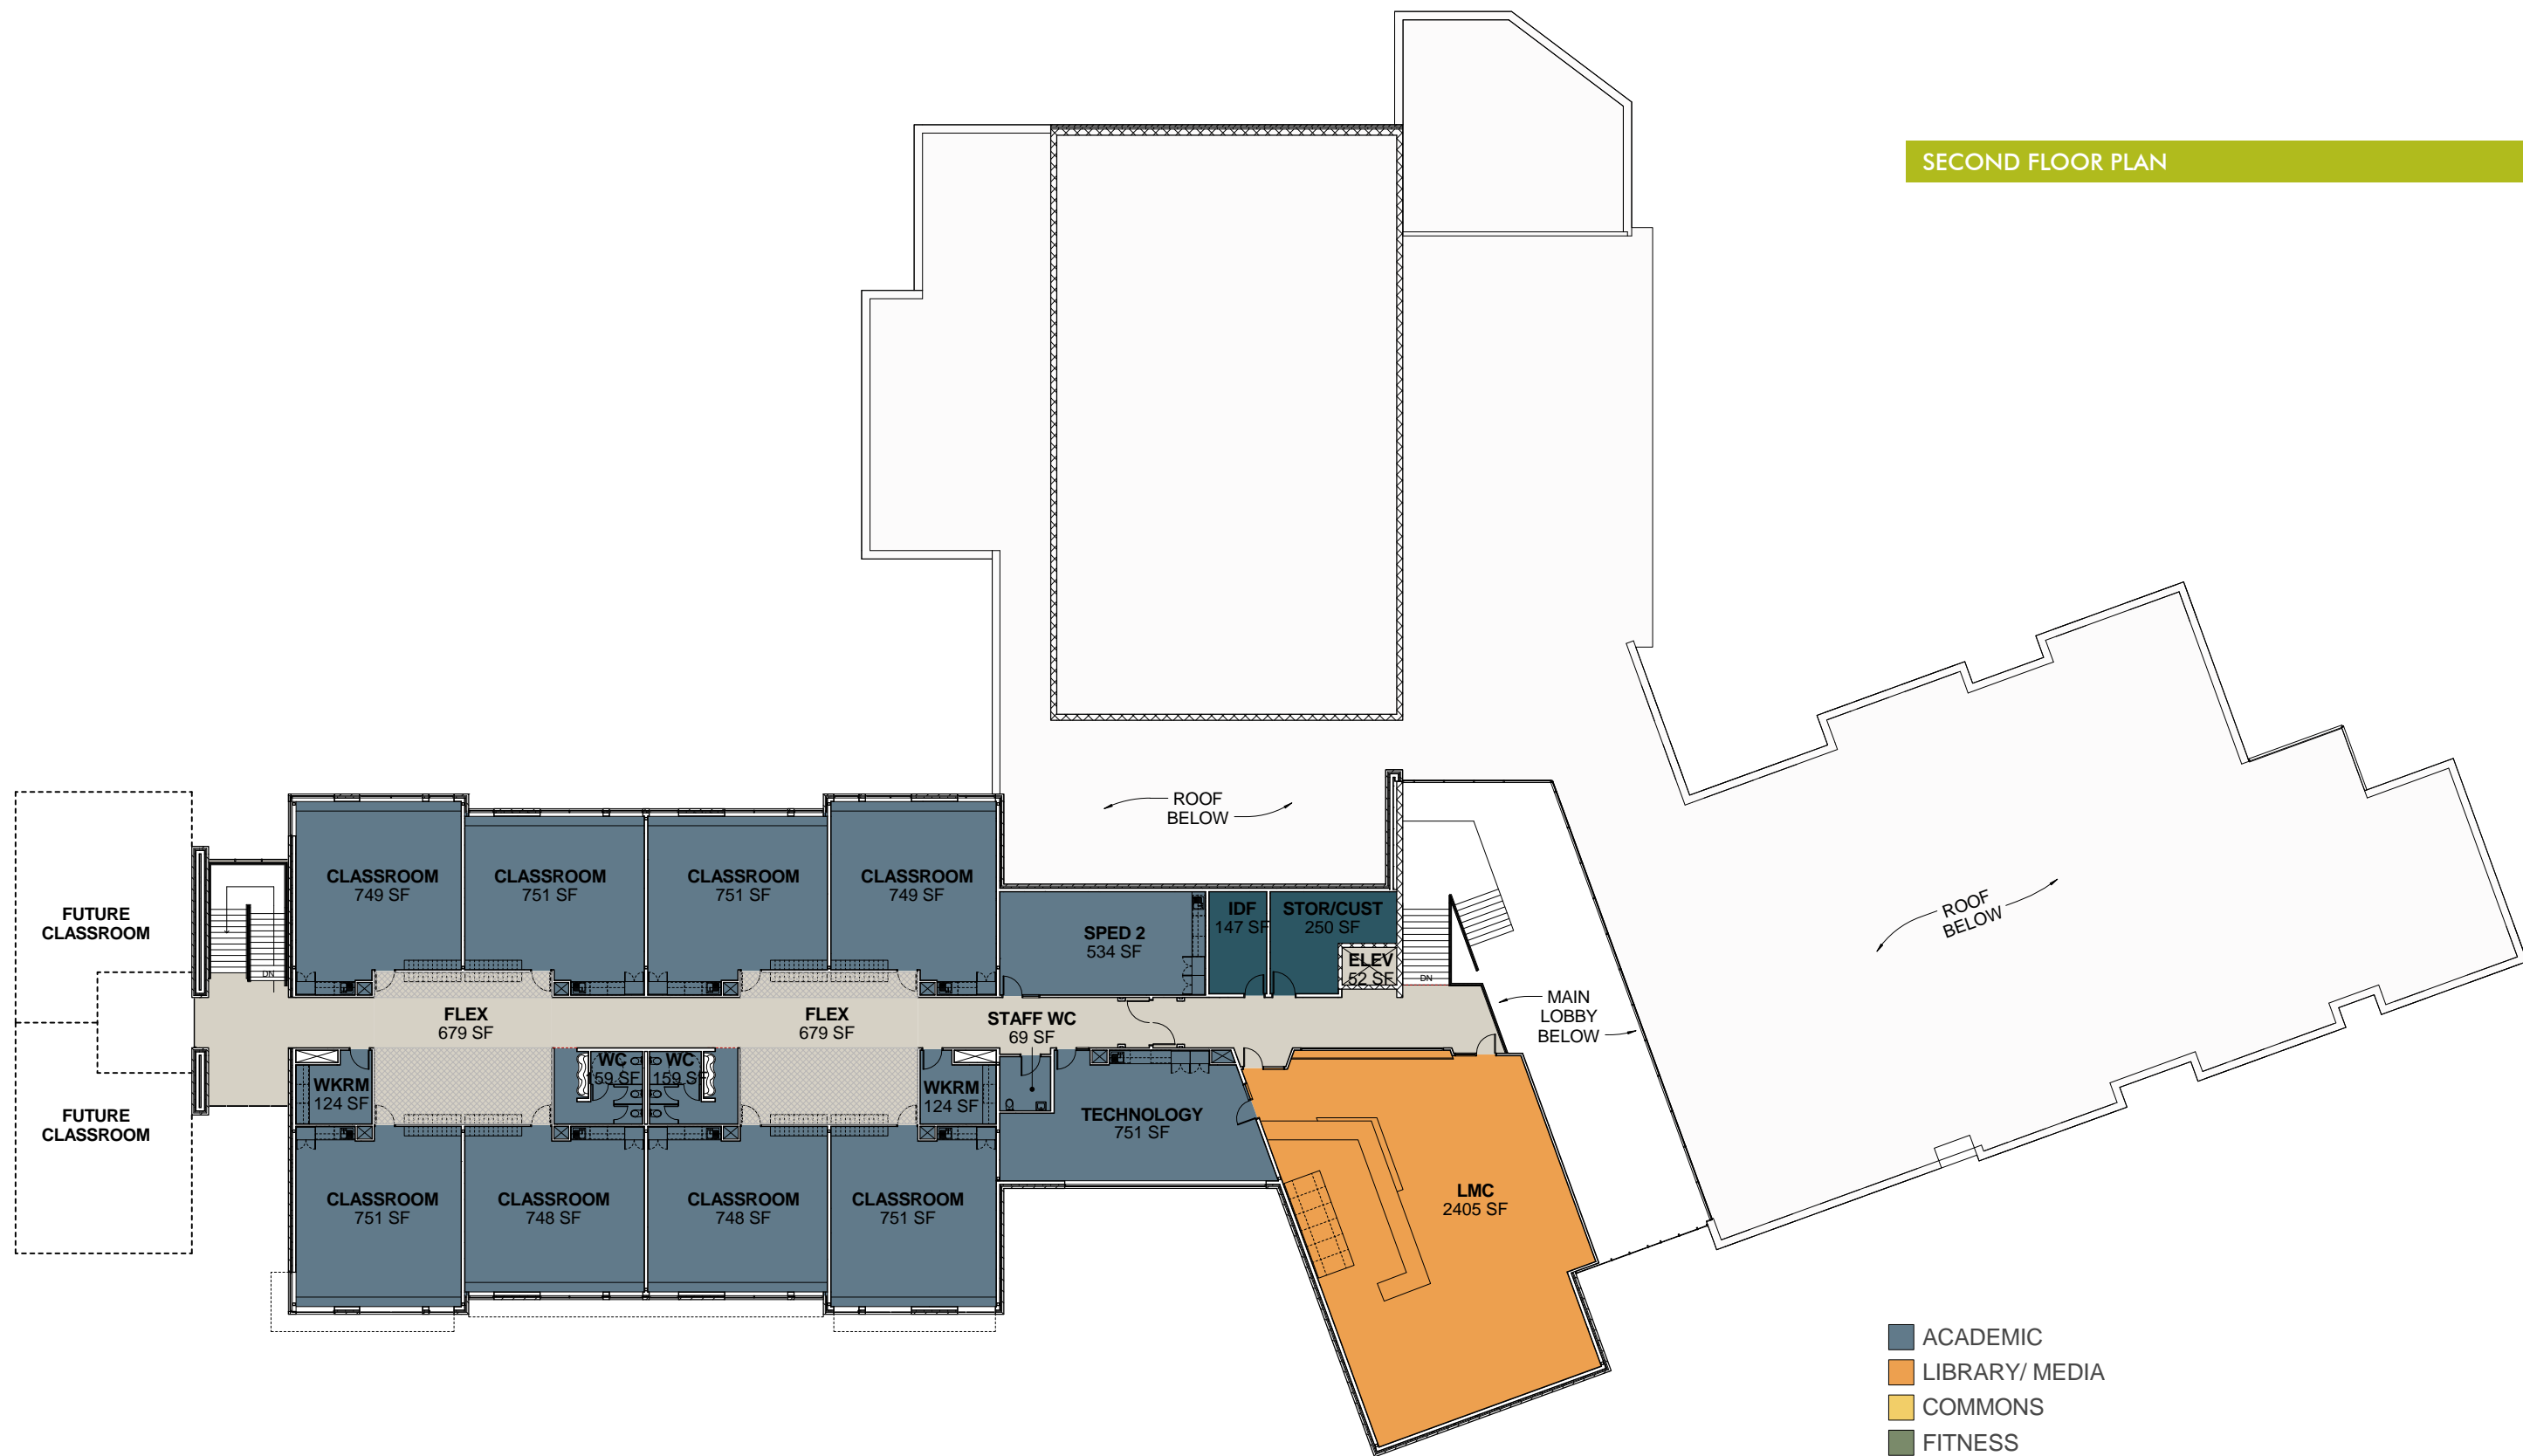 SECOND FLOOR PLAN
ROOF
BELOW
CLASSROOM
749 SF
CLASSROOM
751 SF
CLASSROOM
751 SF
CLASSROOM
749 SF
FUTURE
CLASSROOM
DN
SPED 2
534 SF
IDF
147 SF
STOR/CUST
250 SF
ELEV
52 SF
DN
ROOF
BELOW
MAIN
LOBBY
BELOW
FLEX
679 SF
FLEX
679 SF
STAFF WC
69 SF
WKRM
124 SF
WC
159 SF
WC
159 SF
WKRM
124 SF
TECHNOLOGY
751 SF
FUTURE
CLASSROOM
CLASSROOM
751 SF
CLASSROOM
748 SF
CLASSROOM
748 SF
CLASSROOM
751 SF
LMC
2405 SF
ACADEMIC
LIBRARY/ MEDIA
COMMONS
FITNESS